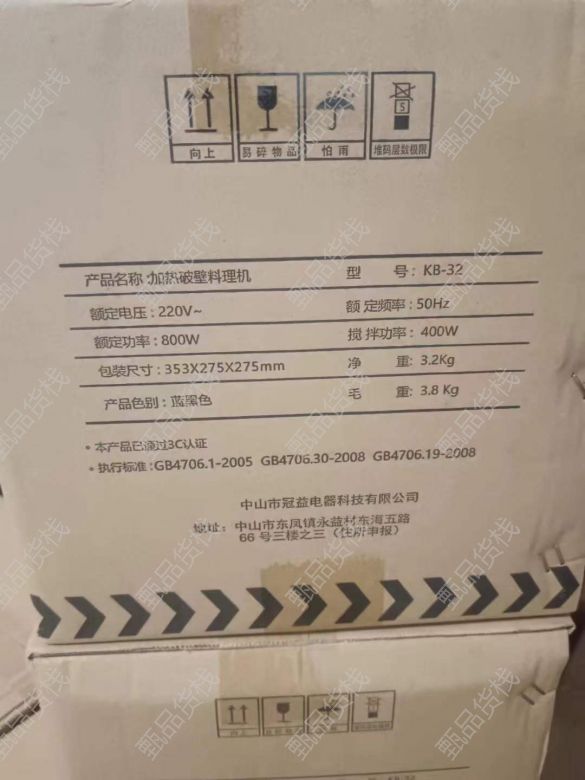 向上 易碎物品 怕雨 堆码层数极限
5
产品名称:加热破壁料理机 型 号: KB-32
额定电压: 220V~ 额定频率: 50Hz
额定功率: 800W 搅拌功率: 400W
包装尺寸: 353X275X275mm 净 重: 3.2Kg
产品色别: 蓝黑色 毛 重: 3.8 Kg
• 本产品已通过3C认证
• 执行标准: GB4706.1-2005 GB4706.30-2008 GB4706.19-2008
中山市冠益电器科技有限公司
地址: 中山市东凤镇永益村东海五路
66 号三楼之三 (住所申报)
向上
甄品货栈